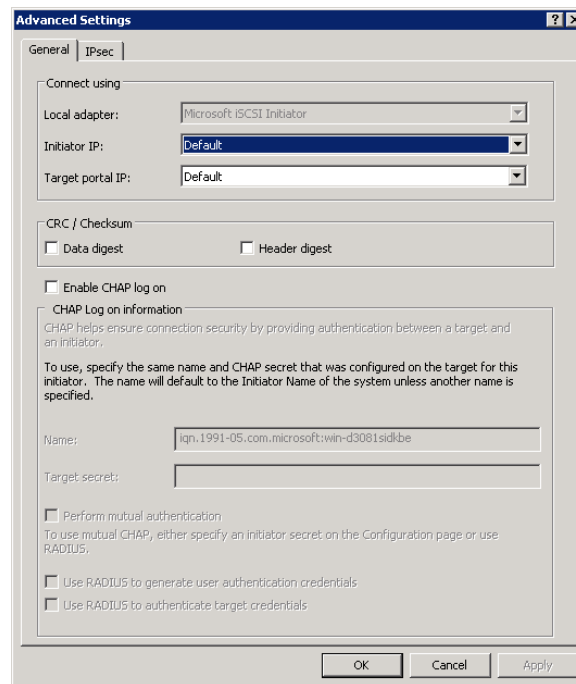 Advanced Settings
General IPsec
Connect using
Local adapter: Microsoft iSCSI Initiator
Initiator IP: Default
Target portal IP: Default
CRC / Checksum
Data digest Header digest
Enable CHAP log on
CHAP Log on information
CHAP helps ensure connection security by providing authentication between a target and
an initiator.
To use, specify the same name and CHAP secret that was configured on the target for this
initiator. The name will default to the Initiator Name of the system unless another name is
specified.
Name: iqn.1991-05.com.microsoft:win-d3081sidkbe
Target secret:
Perform mutual authentication
To use mutual CHAP, either specify an initiator secret on the Configuration page or use
RADIUS.
Use RADIUS to generate user authentication credentials
Use RADIUS to authenticate target credentials
OK Cancel Apply